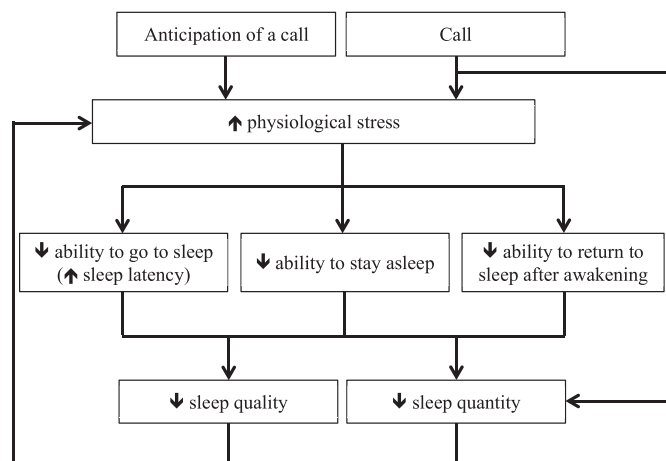 Anticipation of a call
Call
🡹 physiological stress
🡻 ability to go to sleep
(🡹 sleep latency)
🡻 ability to stay asleep
🡻 ability to return to
sleep after awakening
🡻 sleep quality
🡻 sleep quantity